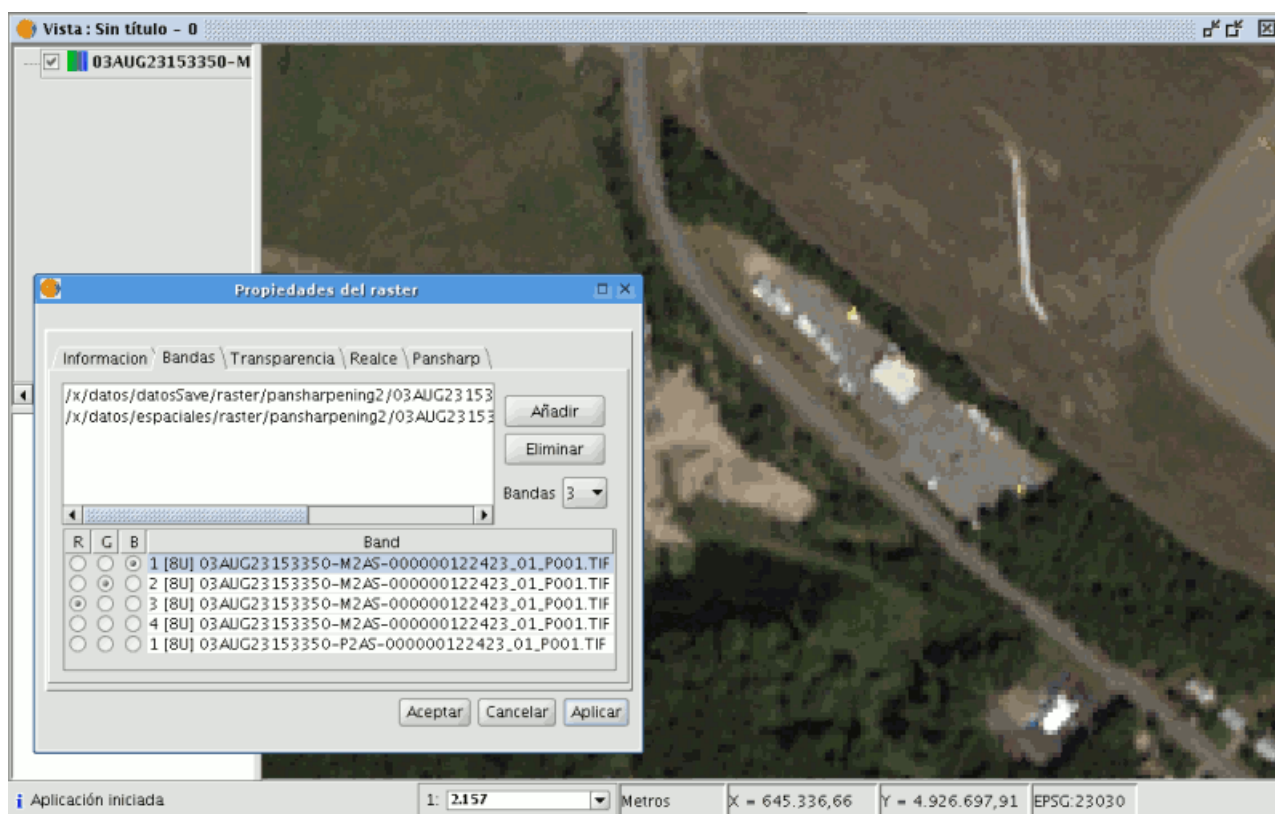 Vista : Sin título - 0
03AUG23153350-M
Propiedades del raster
Informacion Bandas Transparencia Realce Pansharp
/x/datos/datosSave/raster/pansharpening2/03AUG23153
/x/datos/espaciales/raster/pansharpening2/03AUG23153
Añadir
Eliminar
Bandas 3
R G B Band
1 [8U] 03AUG23153350-M2AS-000000122423_01_P001.TIF
2 [8U] 03AUG23153350-M2AS-000000122423_01_P001.TIF
3 [8U] 03AUG23153350-M2AS-000000122423_01_P001.TIF
4 [8U] 03AUG23153350-M2AS-000000122423_01_P001.TIF
1 [8U] 03AUG23153350-P2AS-000000122423_01_P001.TIF
Aceptar Cancelar Aplicar
Aplicación iniciada 1: 2.157 Metros X = 645.336,66 Y = 4.926.697,91 EPSG:23030